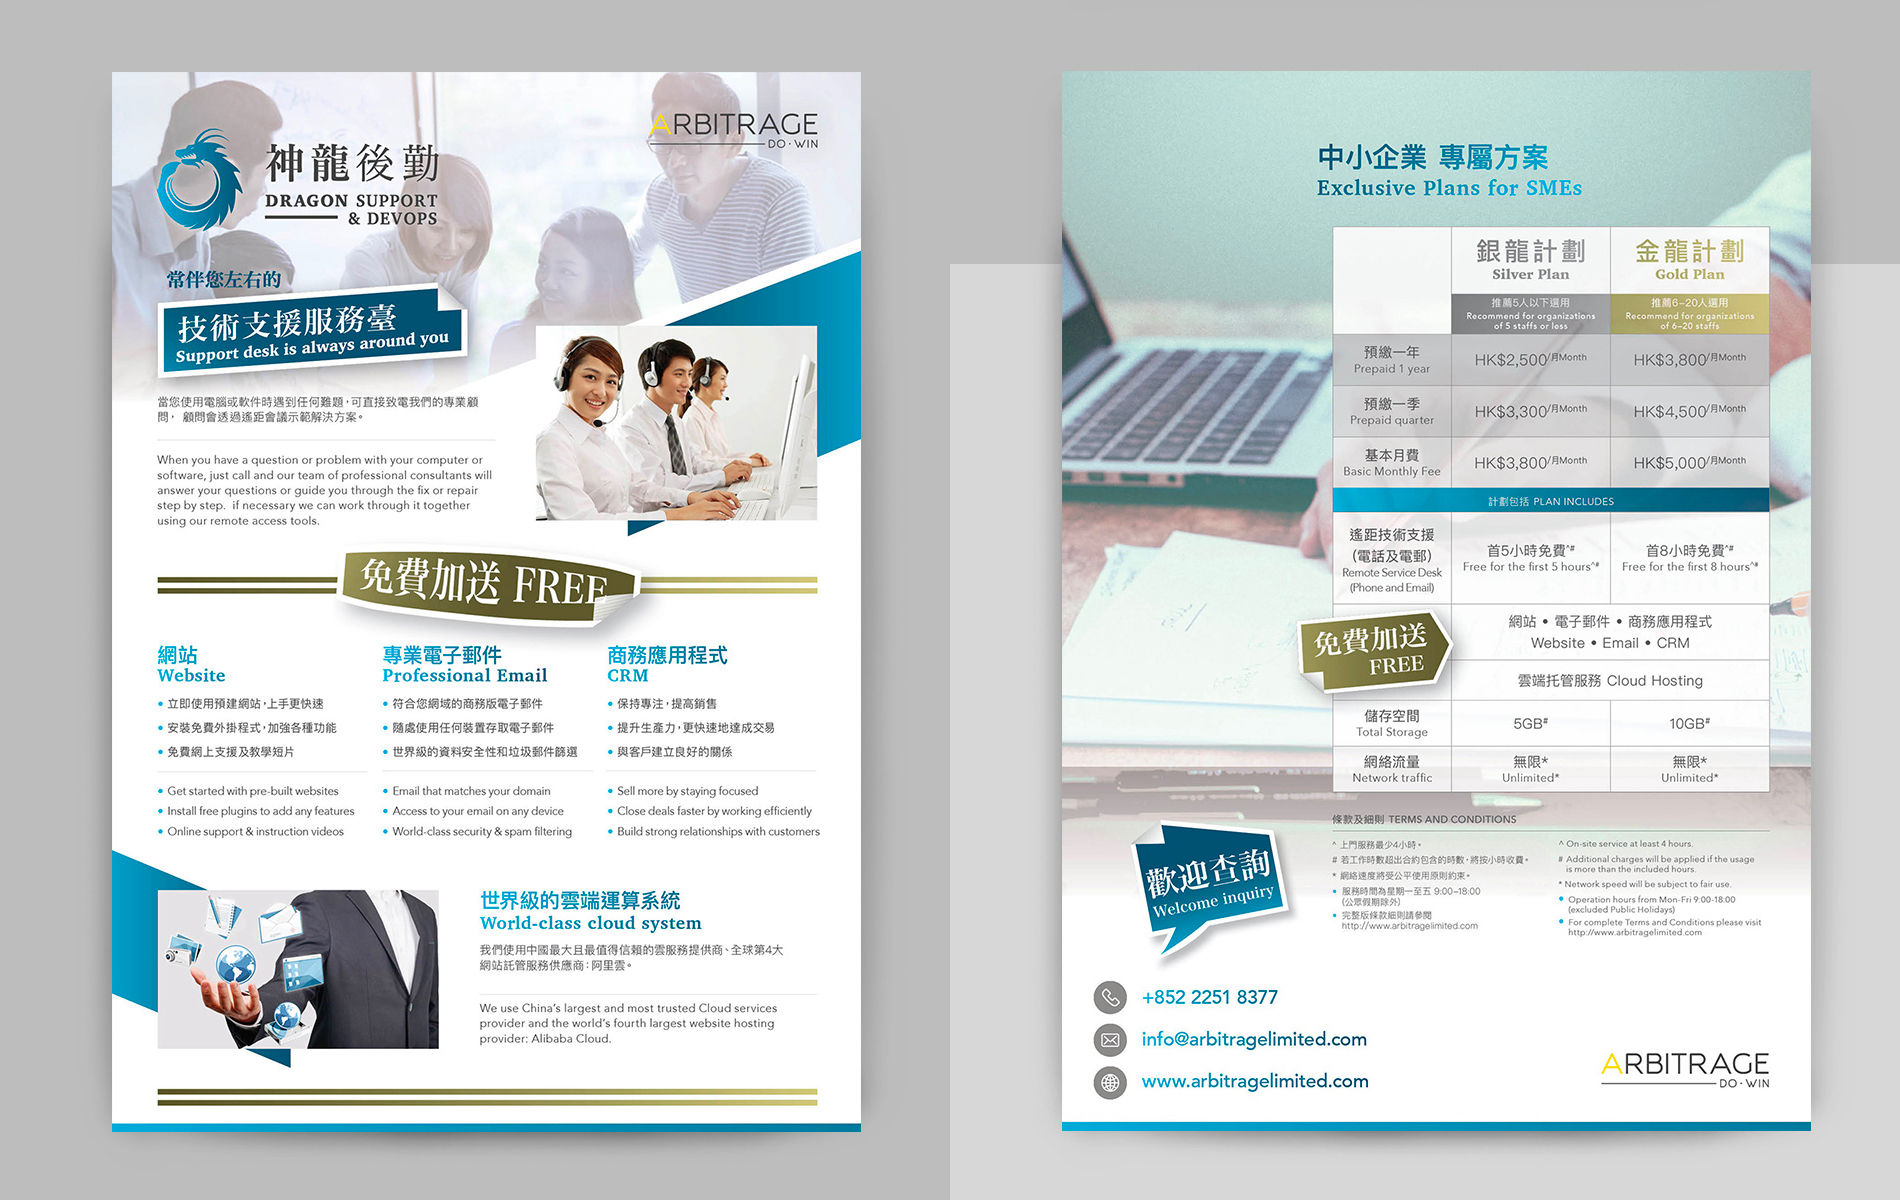 神龍後勤
DRAGON SUPPORT
& DEVOPS
ARBITRAGE
DO·WIN
常伴您左右的
技術支援服務臺
Support desk is always around you
當您使用電腦或軟件時遇到任何難題，可直接致電我們的專業顧
問， 顧問會透過遙距會議示範解決方案。
When you have a question or problem with your computer or
software, just call and our team of professional consultants will
answer your questions or guide you through the fix or repair
step by step.  if necessary we can work through it together
using our remote access tools.
免費加送 FREE
網站
Website
• 立即使用預建網站，上手更快速
• 安裝免費外掛程式，加強各種功能
• 免費網上支援及教學短片
• Get started with pre-built websites
• Install free plugins to add any features
• Online support & instruction videos
專業電子郵件
Professional Email
• 符合您網域的商務版電子郵件
• 隨處使用任何裝置存取電子郵件
• 世界級的資料安全性和垃圾郵件篩選
• Email that matches your domain
• Access to your email on any device
• World-class security & spam filtering
商務應用程式
CRM
• 保持專注，提高銷售
• 提升生產力，更快速地達成交易
• 與客戶建立良好的關係
• Sell more by staying focused
• Close deals faster by working efficiently
• Build strong relationships with customers
世界級的雲端運算系統
World-class cloud system
我們使用中國最大且最值得信賴的雲服務提供商、全球第4大
網站託管服務供應商：阿里雲。
We use China's largest and most trusted Cloud services
provider and the world's fourth largest website hosting
provider: Alibaba Cloud.
中小企業 專屬方案
Exclusive Plans for SMEs
銀龍計劃
Silver Plan
金龍計劃
Gold Plan
推薦5人以下選用
Recommend for organizations
of 5 staffs or less
推薦6–20人選用
Recommend for organizations
of 6–20 staffs
預繳一年
Prepaid 1 year
HK$2,500/月Month
HK$3,800/月Month
預繳一季
Prepaid quarter
HK$3,300/月Month
HK$4,500/月Month
基本月費
Basic Monthly Fee
HK$3,800/月Month
HK$5,000/月Month
計劃包括 PLAN INCLUDES
遙距技術支援
（電話及電郵）
Remote Service Desk
(Phone and Email)
首5小時免費^#
Free for the first 5 hours^#
首8小時免費^#
Free for the first 8 hours^#
免費加送
FREE
網站 • 電子郵件 • 商務應用程式
Website • Email • CRM
雲端托管服務 Cloud Hosting
儲存空間
Total Storage
5GB#
10GB#
網絡流量
Network traffic
無限*
Unlimited*
無限*
Unlimited*
條款及細則 TERMS AND CONDITIONS
^ 上門服務最少4小時。
# 若工作時數超出合約包含的時數，將按小時收費。
* 網絡速度將受公平使用原則約束。
• 服務時間為星期一至五 9:00–18:00
(公眾假期除外)
• 完整版條款細則請參閱
http://www.arbitragelimited.com
^ On-site service at least 4 hours.
# Additional charges will be applied if the usage
is more than the included hours.
* Network speed will be subject to fair use.
• Operation hours from Mon-Fri 9:00-18:00
(excluded Public Holidays)
• For complete Terms and Conditions please visit
http://www.arbitragelimited.com
歡迎查詢
Welcome inquiry
+852 2251 8377
info@arbitragelimited.com
www.arbitragelimited.com
ARBITRAGE
DO·WIN